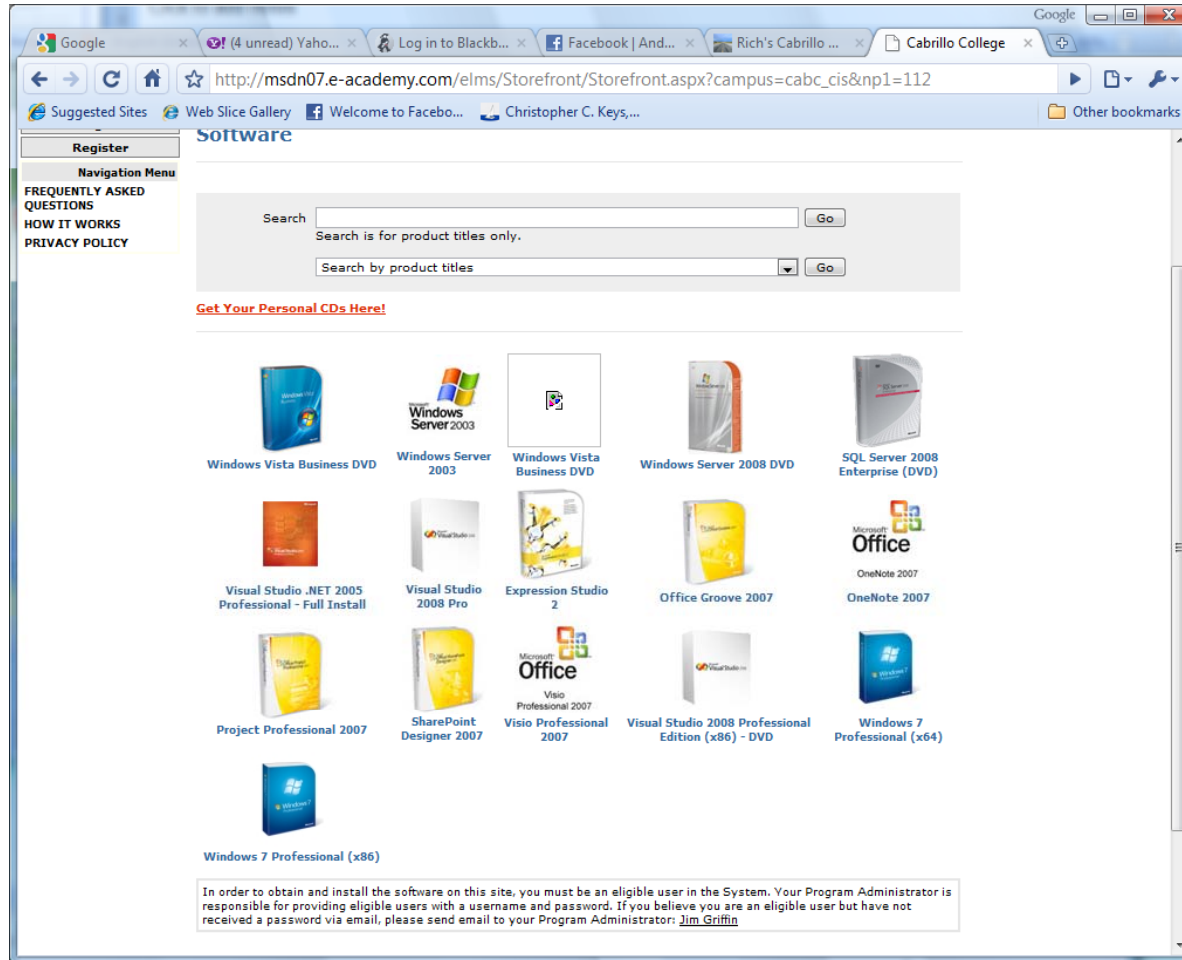 Google
Google
(4 unread) Yaho...
Log in to Blackb...
Facebook | And...
Rich's Cabrillo ...
Cabrillo College
http://msdn07.e-academy.com/elms/Storefront/Storefront.aspx?campus=cabc_cis&np1=112
Suggested Sites
Web Slice Gallery
Welcome to Facebo...
Christopher C. Keys,...
Other bookmarks
Register
Navigation Menu
FREQUENTLY ASKED
QUESTIONS
HOW IT WORKS
PRIVACY POLICY
Software
Search
Go
Search is for product titles only.
Search by product titles
Go
Get Your Personal CDs Here!
Windows
Server 2003
Windows Vista Business DVD
Windows Server
2003
Windows Vista
Business DVD
Windows Server 2008 DVD
SQL Server 2008
Enterprise (DVD)
Visual Studio
Microsoft
Office
OneNote 2007
Visual Studio .NET 2005
Professional - Full Install
Visual Studio
2008 Pro
Expression Studio
2
Office Groove 2007
OneNote 2007
Microsoft
Office
Visio
Professional 2007
Visual Studio
Windows 7
Project Professional 2007
SharePoint
Designer 2007
Visio Professional
2007
Visual Studio 2008 Professional
Edition (x86) - DVD
Windows 7
Professional (x64)
Windows 7
Windows 7 Professional (x86)
In order to obtain and install the software on this site, you must be an eligible user in the System. Your Program Administrator is
responsible for providing eligible users with a username and password. If you believe you are an eligible user but have not
received a password via email, please send email to your Program Administrator: Jim Griffin